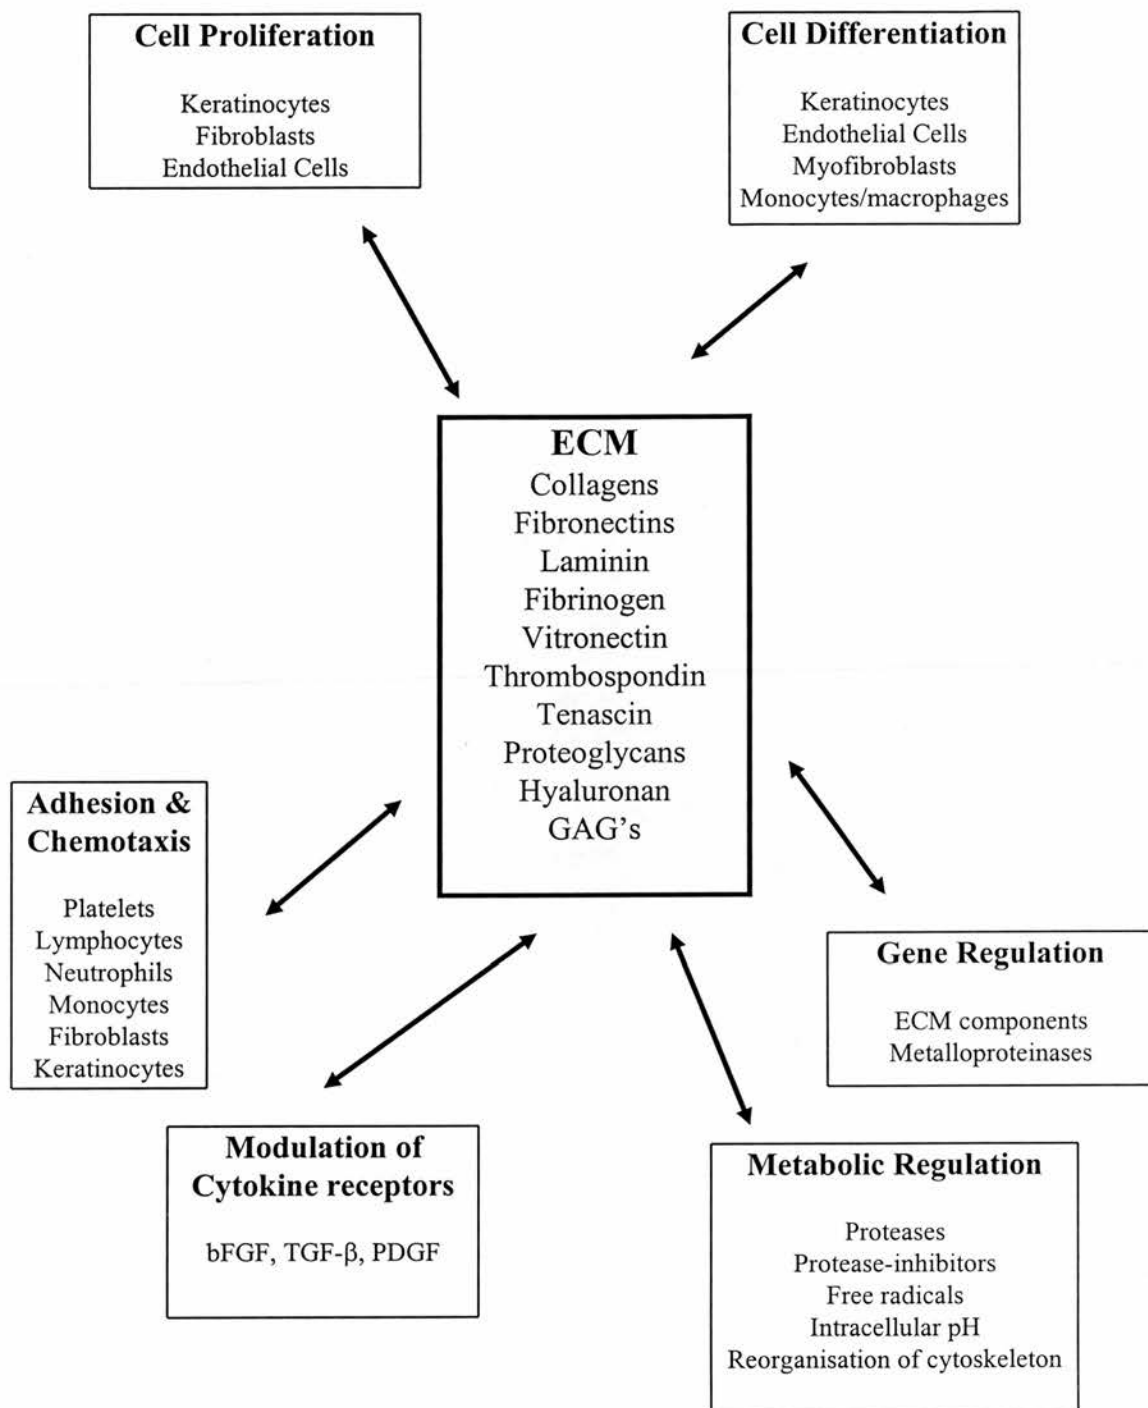 Cell Proliferation
Keratinocytes
Fibroblasts
Endothelial Cells
Cell Differentiation
Keratinocytes
Endothelial Cells
Myofibroblasts
Monocytes/macrophages
ECM
Collagens
Fibronectins
Laminin
Fibrinogen
Vitronectin
Thrombospondin
Tenascin
Proteoglycans
Hyaluronan
GAG's
Adhesion &
Chemotaxis
Platelets
Lymphocytes
Neutrophils
Monocytes
Fibroblasts
Keratinocytes
Gene Regulation
ECM components
Metalloproteinases
Modulation of
Cytokine receptors
bFGF, TGF-β, PDGF
Metabolic Regulation
Proteases
Protease-inhibitors
Free radicals
Intracellular pH
Reorganisation of cytoskeleton